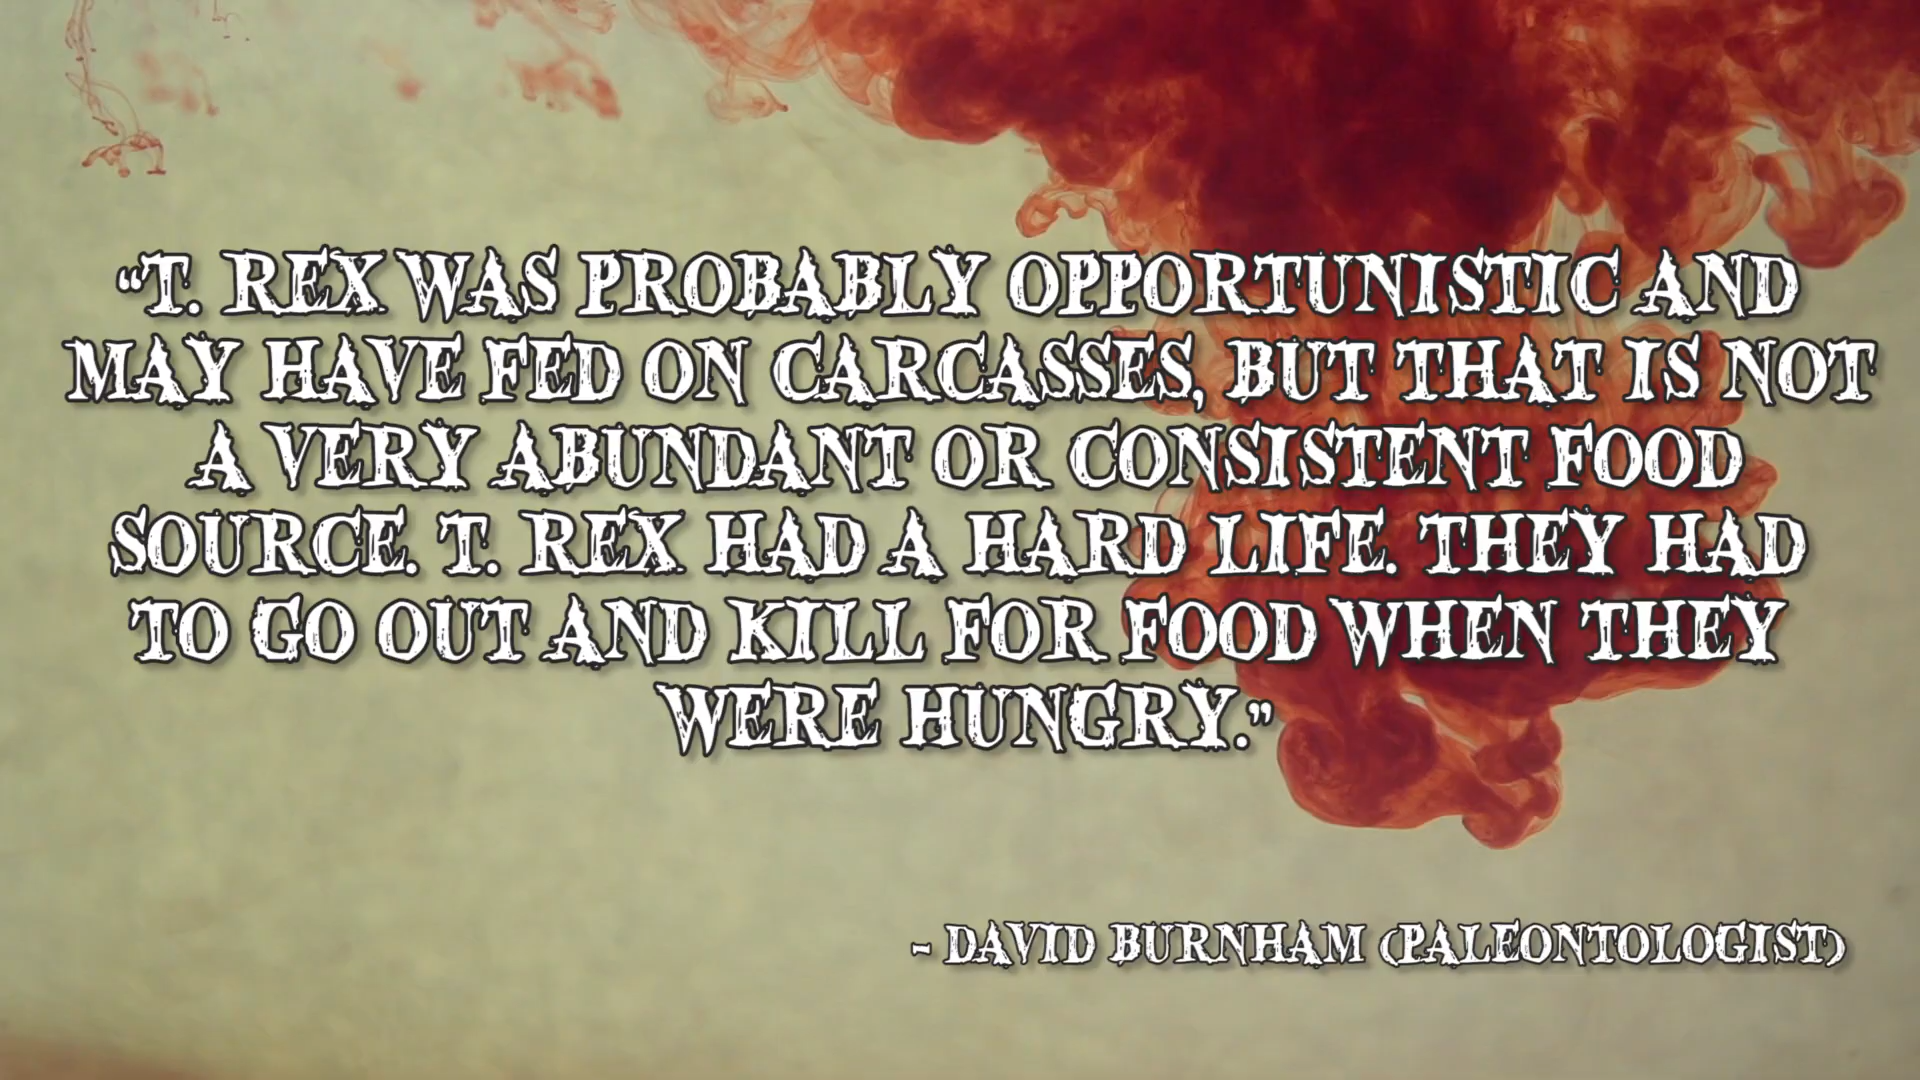 “T. REX WAS PROBABLY OPPORTUNISTIC AND
MAY HAVE FED ON CARCASSES, BUT THAT IS NOT
A VERY ABUNDANT OR CONSISTENT FOOD
SOURCE. T. REX HAD A HARD LIFE. THEY HAD
TO GO OUT AND KILL FOR FOOD WHEN THEY
WERE HUNGRY.”
- DAVID BURNHAM (PALEONTOLOGIST)